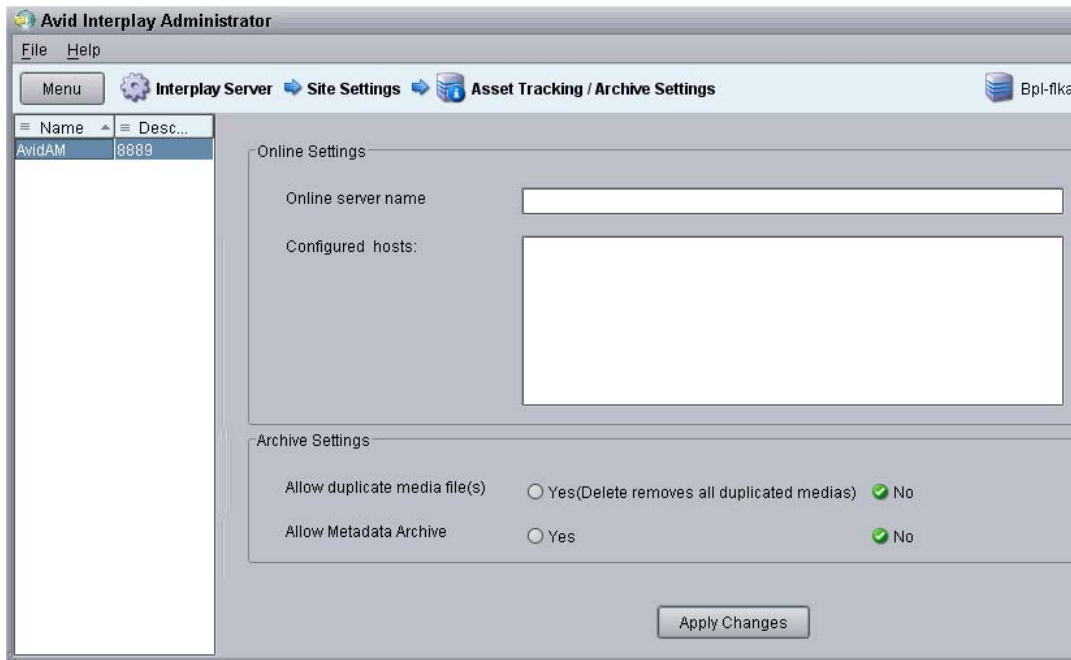 Avid Interplay Administrator
File Help
Menu Interplay Server Site Settings Asset Tracking / Archive Settings Bpl-flka
Name Desc...
AvidAM 8889
Online Settings
Online server name
Configured hosts:
Archive Settings
Allow duplicate media file(s) Yes(Delete removes all duplicated medias) No
Allow Metadata Archive Yes No
Apply Changes